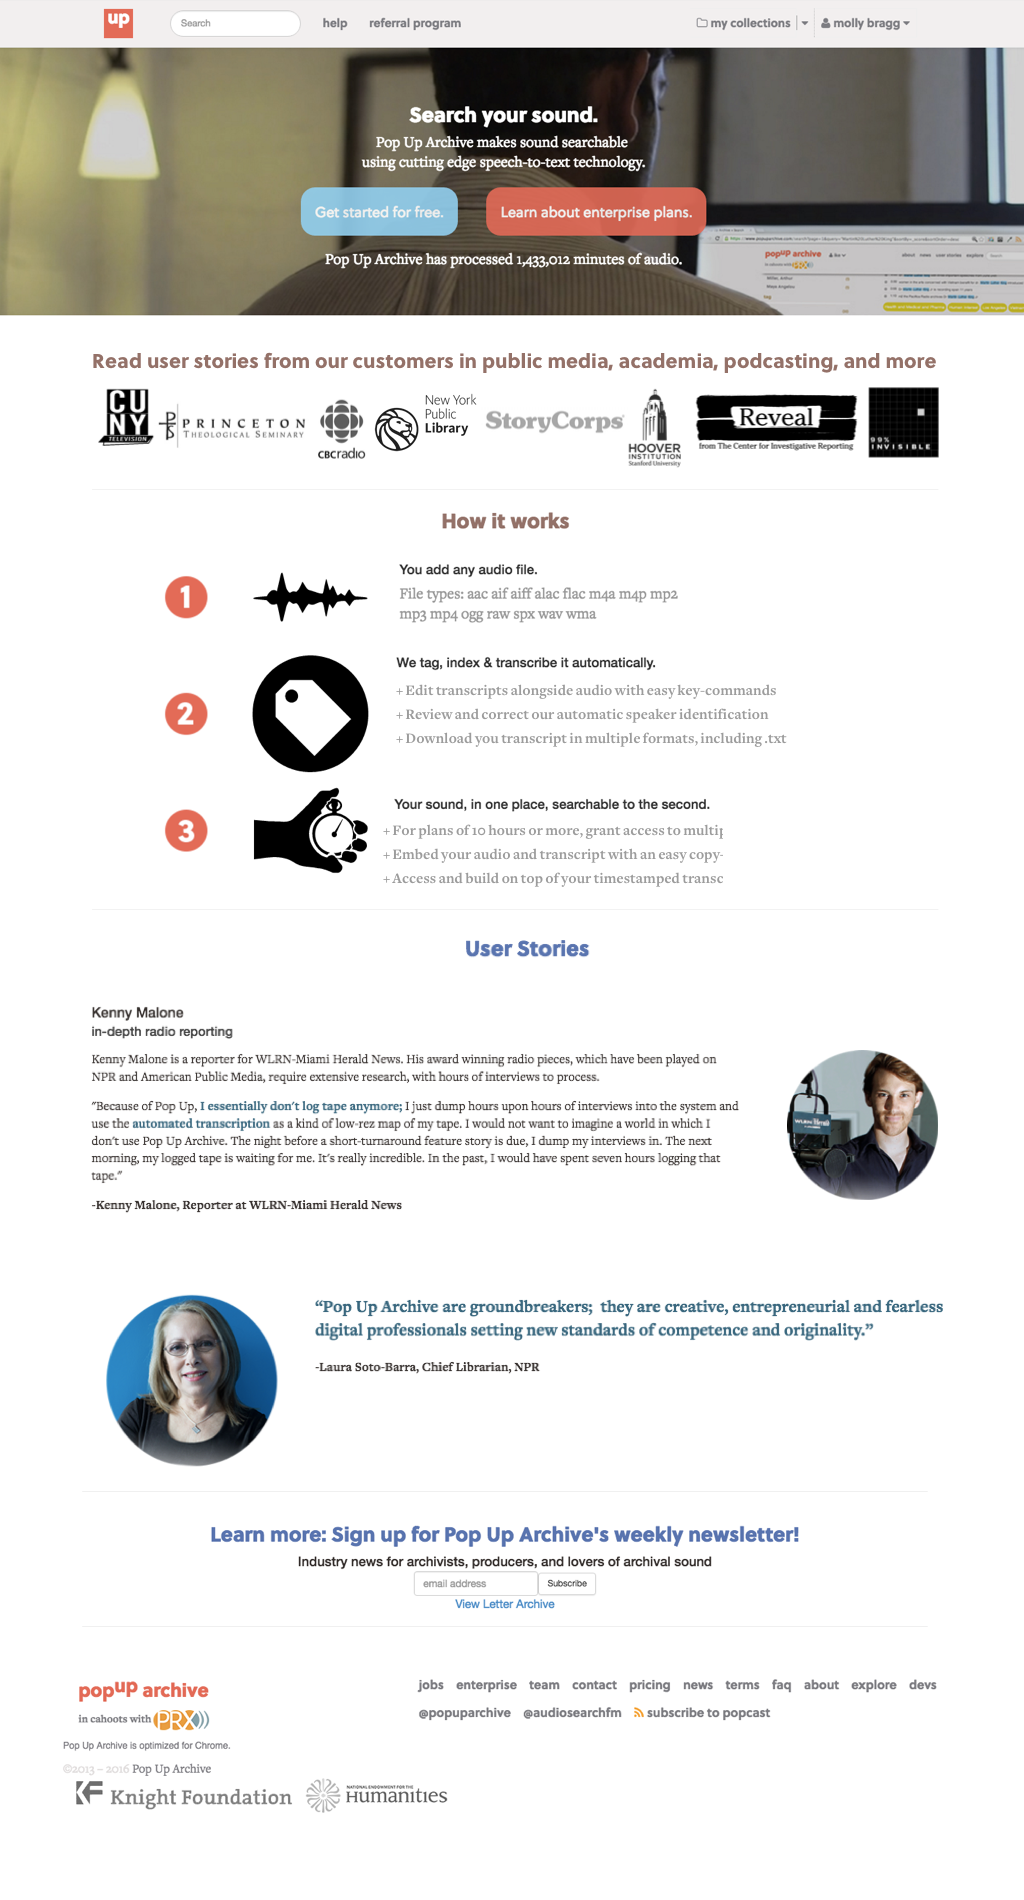 up
Search
help
referral program
my collections
molly bragg
Search your sound.
Pop Up Archive makes sound searchable
using cutting edge speech-to-text technology.
Get started for free.
Learn about enterprise plans.
Pop Up Archive has processed 1,433,012 minutes of audio.
popup archive
Read user stories from our customers in public media, academia, podcasting, and more
CU
NY
TELEVISION
PRINCETON
THEOLOGICAL SEMINARY
CBCradio
New York
Public
Library
StoryCorps
HOOVER
INSTITUTION
Stanford University
Reveal
from The Center for Investigative Reporting
99%
INVISIBLE
How it works
1
You add any audio file.
File types: aac aif aiff alac flac m4a m4p mp2
mp3 mp4 ogg raw spx wav wma
2
We tag, index & transcribe it automatically.
+ Edit transcripts alongside audio with easy key-commands
+ Review and correct our automatic speaker identification
+ Download you transcript in multiple formats, including .txt
3
Your sound, in one place, searchable to the second.
+ For plans of 10 hours or more, grant access to multip
+ Embed your audio and transcript with an easy copy-
+ Access and build on top of your timestamped transc
User Stories
Kenny Malone
in-depth radio reporting
Kenny Malone is a reporter for WLRN-Miami Herald News. His award winning radio pieces, which have been played on
NPR and American Public Media, require extensive research, with hours of interviews to process.
"Because of Pop Up, I essentially don't log tape anymore; I just dump hours upon hours of interviews into the system and
use the automated transcription as a kind of low-rez map of my tape. I would not want to imagine a world in which I
don't use Pop Up Archive. The night before a short-turnaround feature story is due, I dump my interviews in. The next
morning, my logged tape is waiting for me. It's really incredible. In the past, I would have spent seven hours logging that
tape."
-Kenny Malone, Reporter at WLRN-Miami Herald News
WLRN
“Pop Up Archive are groundbreakers;  they are creative, entrepreneurial and fearless
digital professionals setting new standards of competence and originality.”
-Laura Soto-Barra, Chief Librarian, NPR
Learn more: Sign up for Pop Up Archive's weekly newsletter!
Industry news for archivists, producers, and lovers of archival sound
email address
Subscribe
View Letter Archive
popup archive
in cahoots with PRX
Pop Up Archive is optimized for Chrome.
©2013 – 2016 Pop Up Archive
jobs enterprise team contact pricing news terms faq about explore devs
@popuparchive @audiosearchfm subscribe to popcast
KF Knight Foundation
NATIONAL ENDOWMENT FOR THE
Humanities